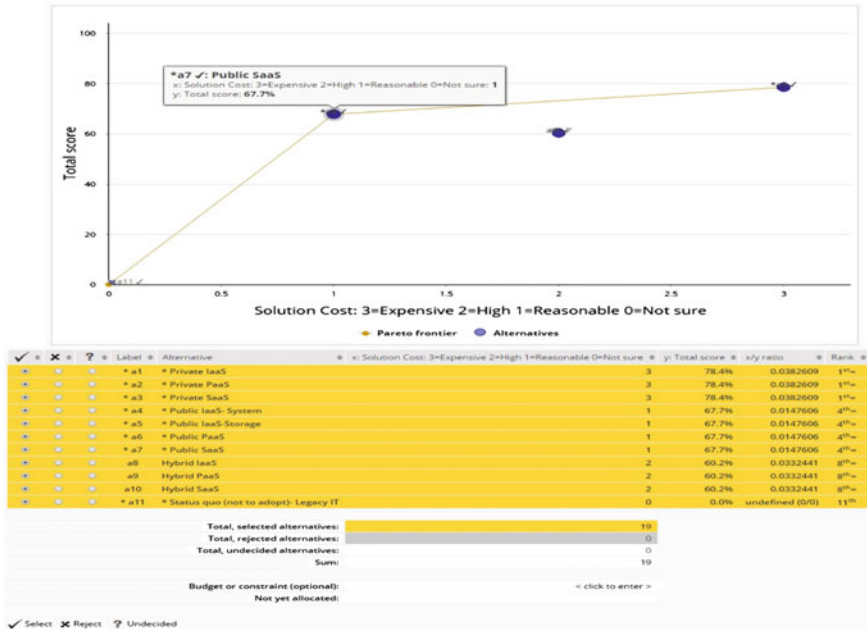 100
80
60
40
20
0
Total score
*a7 ✓: Public SaaS
x: Solution Cost: 3=Expensive 2=High 1=Reasonable 0=Not sure: 1
y: Total score: 67.7%
*a11 ✓
0 0.5 1 1.5 2 2.5 3
Solution Cost: 3=Expensive 2=High 1=Reasonable 0=Not sure
Pareto frontier Alternatives
✓ ✖ ? Label Alternative x: Solution Cost: 3=Expensive 2=High 1=Reasonable 0=Not sure y: Total score x/y ratio Rank
* a1 * Private IaaS 3 78.4% 0.0382609 1st=
* a2 * Private PaaS 3 78.4% 0.0382609 1st=
* a3 * Private SaaS 3 78.4% 0.0382609 1st=
* a4 * Public IaaS- System 1 67.7% 0.0147606 4th=
* a5 * Public IaaS-Storage 1 67.7% 0.0147606 4th=
* a6 * Public PaaS 1 67.7% 0.0147606 4th=
* a7 * Public SaaS 1 67.7% 0.0147606 4th=
a8 Hybrid IaaS 2 60.2% 0.0332441 8th=
a9 Hybrid PaaS 2 60.2% 0.0332441 8th=
a10 Hybrid SaaS 2 60.2% 0.0332441 8th=
* a11 * Status quo (not to adopt)- Legacy IT 0 0.0% undefined (0/0) 11th
Total, selected alternatives: 19
Total, rejected alternatives: 0
Total, undecided alternatives: 0
Sum: 19
Budget or constraint (optional): < click to enter >
Not yet allocated:
✓ Select ✖ Reject ? Undecided